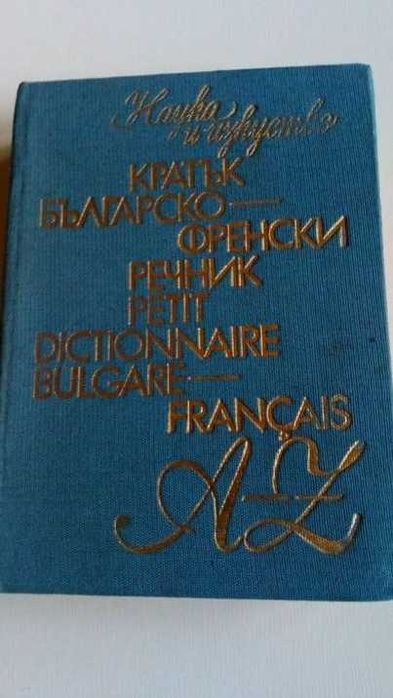 Наука
и изкуство
КРАТЪК
БЪЛГАРСКО—
ФРЕНСКИ
РЕЧНИК
PETIT
DICTIONNAIRE
BULGARE—
FRANÇAIS
A–Z